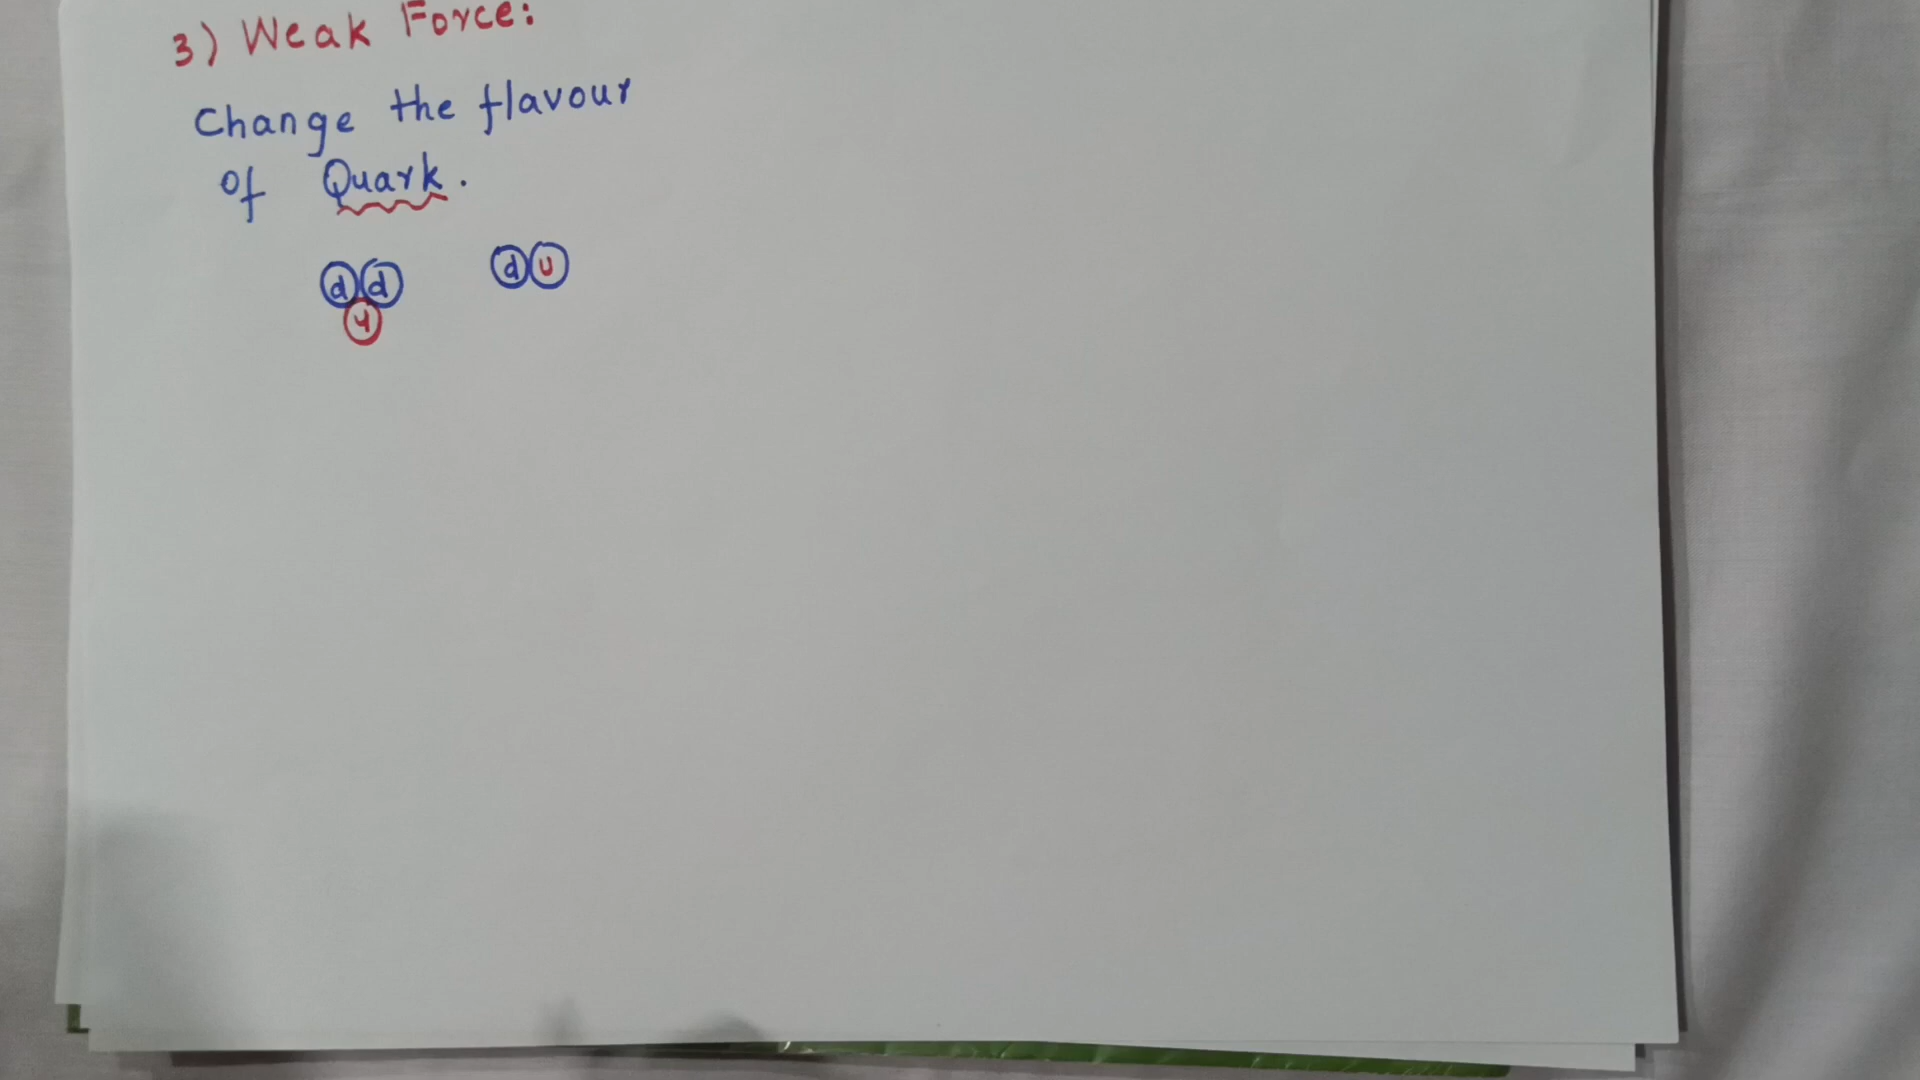 3) Weak Force:
Change the flavour
of Quark.
d d d u
u